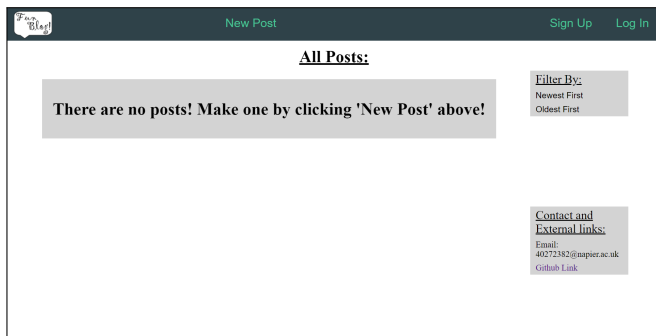 Fun
Blog!
New Post
Sign Up
Log In
All Posts:
There are no posts! Make one by clicking 'New Post' above!
Filter By:
Newest First
Oldest First
Contact and
External links:
Email:
40272382@napier.ac.uk
Github Link